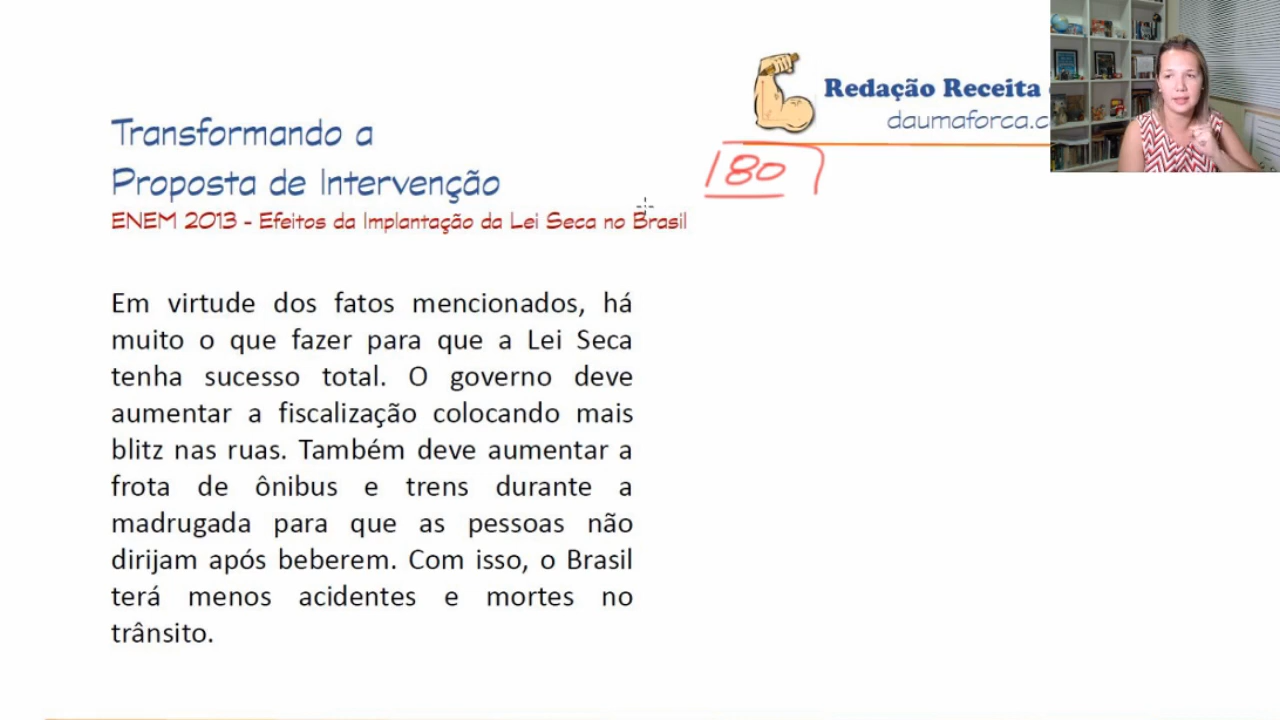 Redação Receita
daumaforca.c
Transformando a
Proposta de Intervenção
180
ENEM 2013 - Efeitos da Implantação da Lei Seca no Brasil
Em virtude dos fatos mencionados, há
muito o que fazer para que a Lei Seca
tenha sucesso total. O governo deve
aumentar a fiscalização colocando mais
blitz nas ruas. Também deve aumentar a
frota de ônibus e trens durante a
madrugada para que as pessoas não
dirijam após beberem. Com isso, o Brasil
terá menos acidentes e mortes no
trânsito.